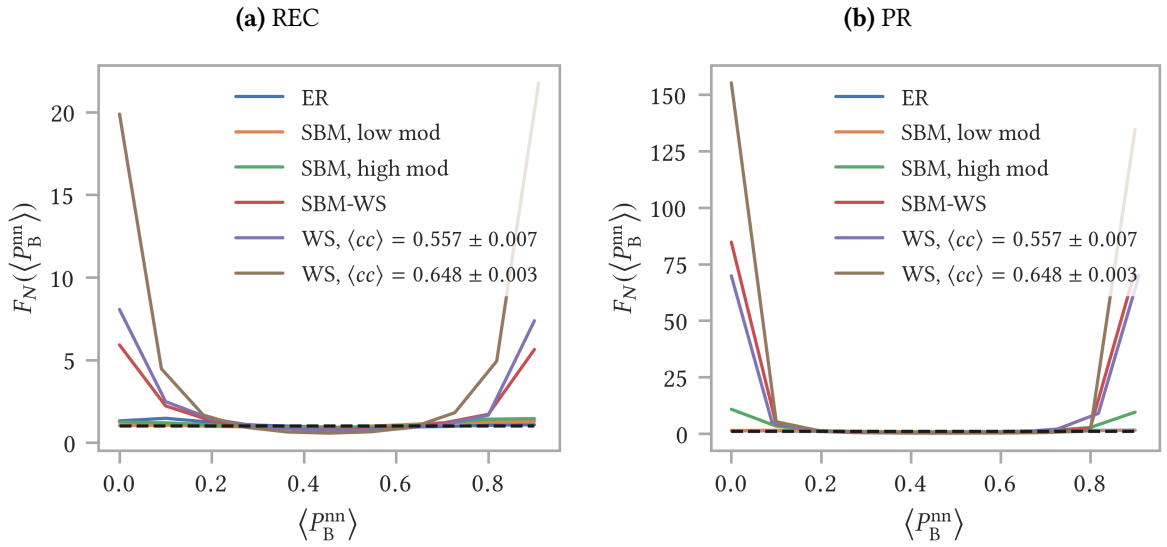 (a) REC
F_N(⟨P_B^nn⟩)
20
15
10
5
0
ER
SBM, low mod
SBM, high mod
SBM-WS
WS, ⟨cc⟩ = 0.557 ± 0.007
WS, ⟨cc⟩ = 0.648 ± 0.003
0.0 0.2 0.4 0.6 0.8
⟨P_B^nn⟩
(b) PR
F_N(⟨P_B^nn⟩)
150
125
100
75
50
25
0
ER
SBM, low mod
SBM, high mod
SBM-WS
WS, ⟨cc⟩ = 0.557 ± 0.007
WS, ⟨cc⟩ = 0.648 ± 0.003
0.0 0.2 0.4 0.6 0.8
⟨P_B^nn⟩